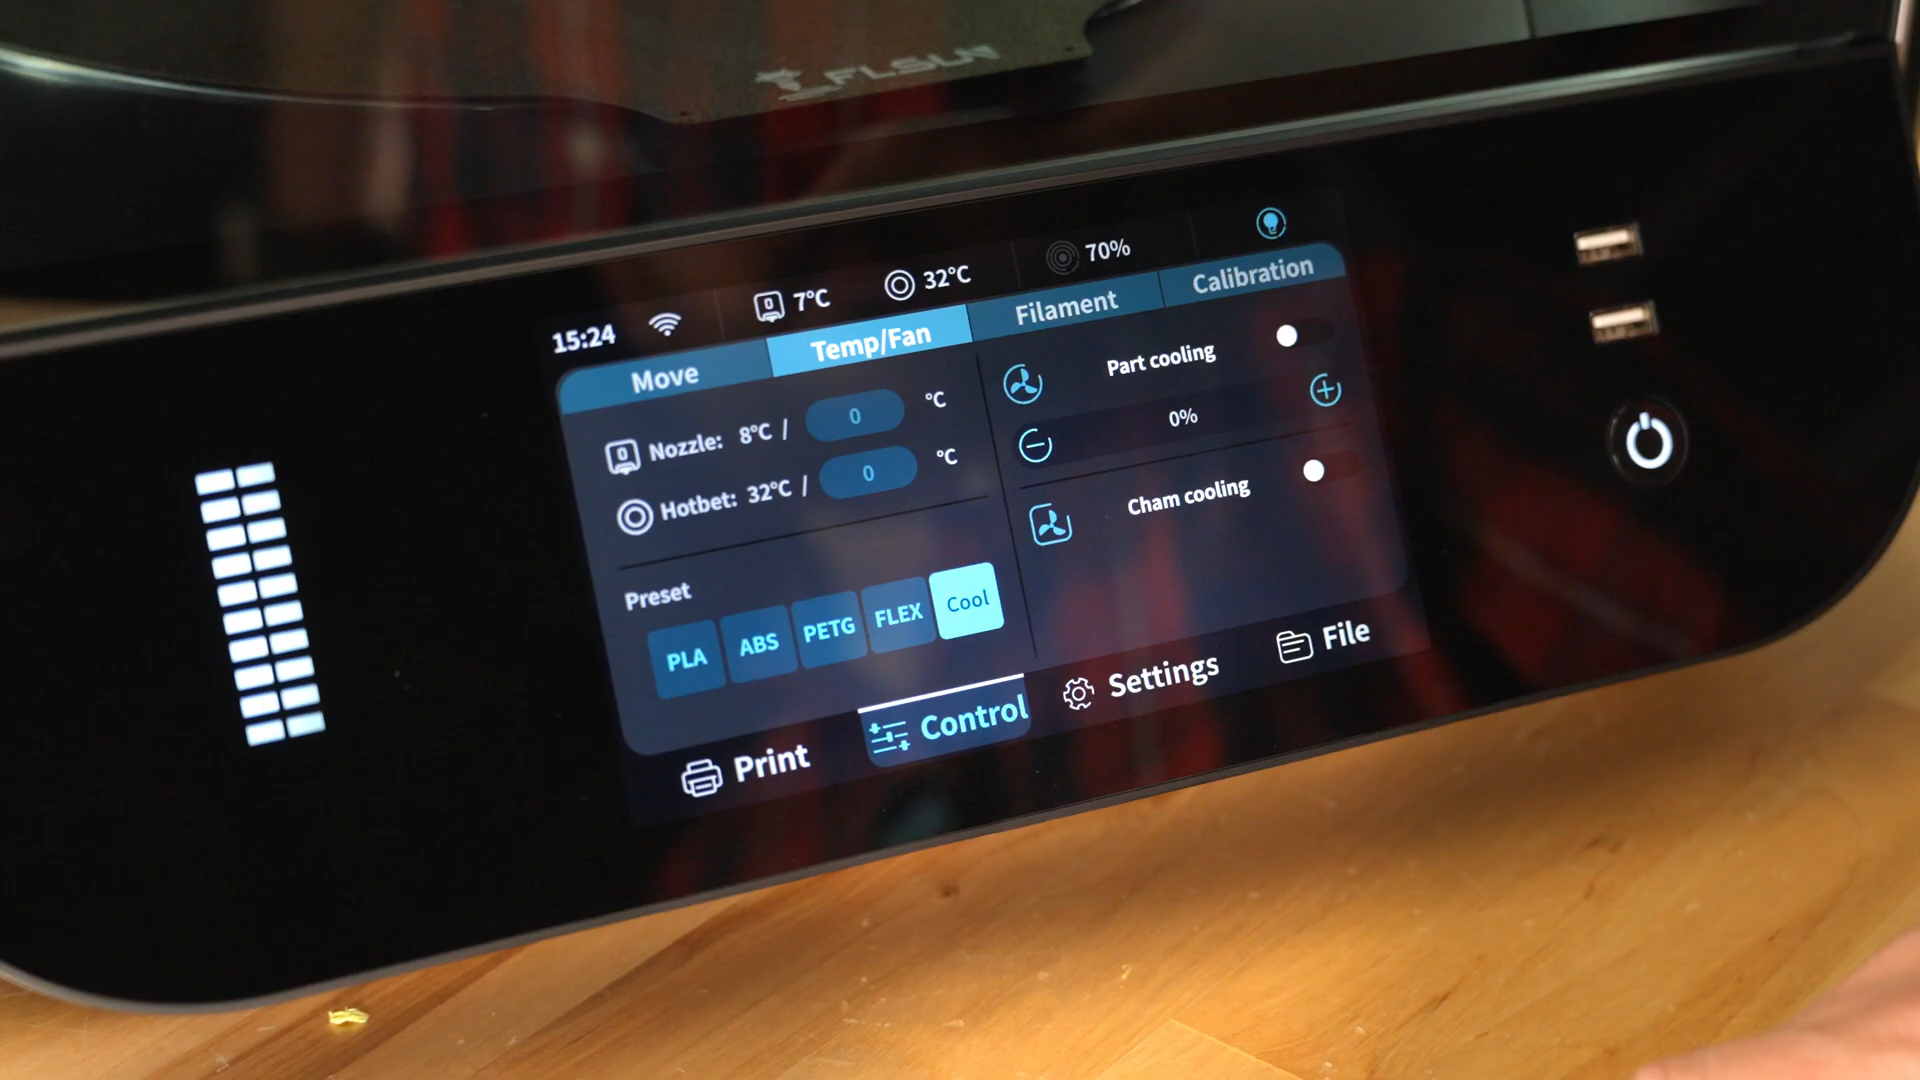 FLSUN
15:24 7°C 32°C 70%
Move Temp/Fan Filament Calibration
Nozzle: 8°C / 0 °C
Hotbet: 32°C / 0 °C
Preset
PLA ABS PETG FLEX Cool
Part cooling
0%
Cham cooling
Print Control Settings File